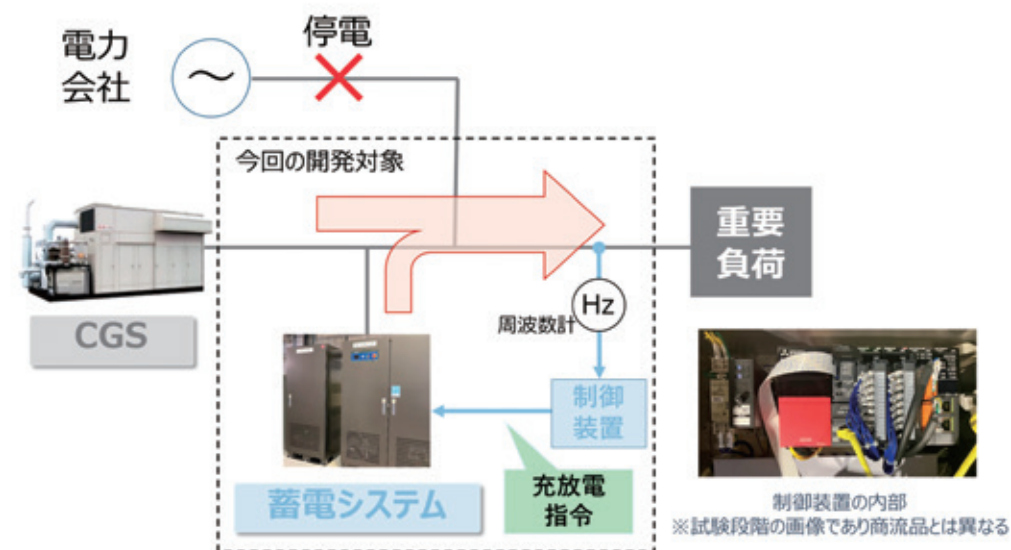 電力
会社
～
停電
今回の開発対象
重要
負荷
CGS
Hz
周波数計
制御
装置
蓄電システム
充放電
指令
制御装置の内部
※試験段階の画像であり商流品とは異なる